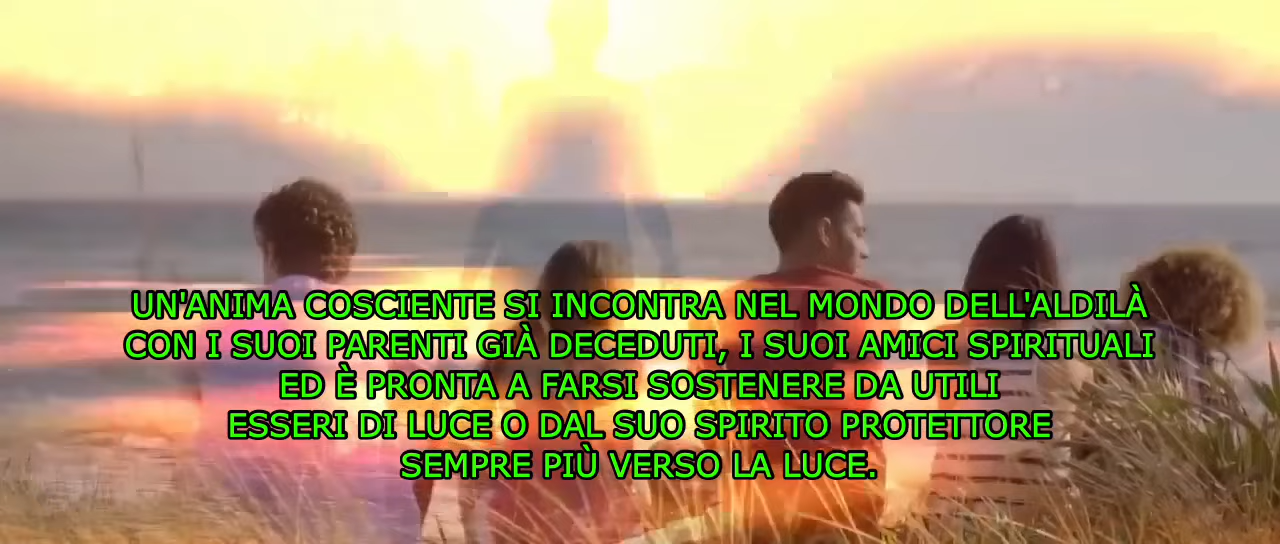 UN'ANIMA COSCIENTE SI INCONTRA NEL MONDO DELL'ALDILÀ
CON I SUOI PARENTI GIÀ DECEDUTI, I SUOI AMICI SPIRITUALI
ED È PRONTA A FARSI SOSTENERE DA UTILI
ESSERI DI LUCE O DAL SUO SPIRITO PROTETTORE
SEMPRE PIÙ VERSO LA LUCE.